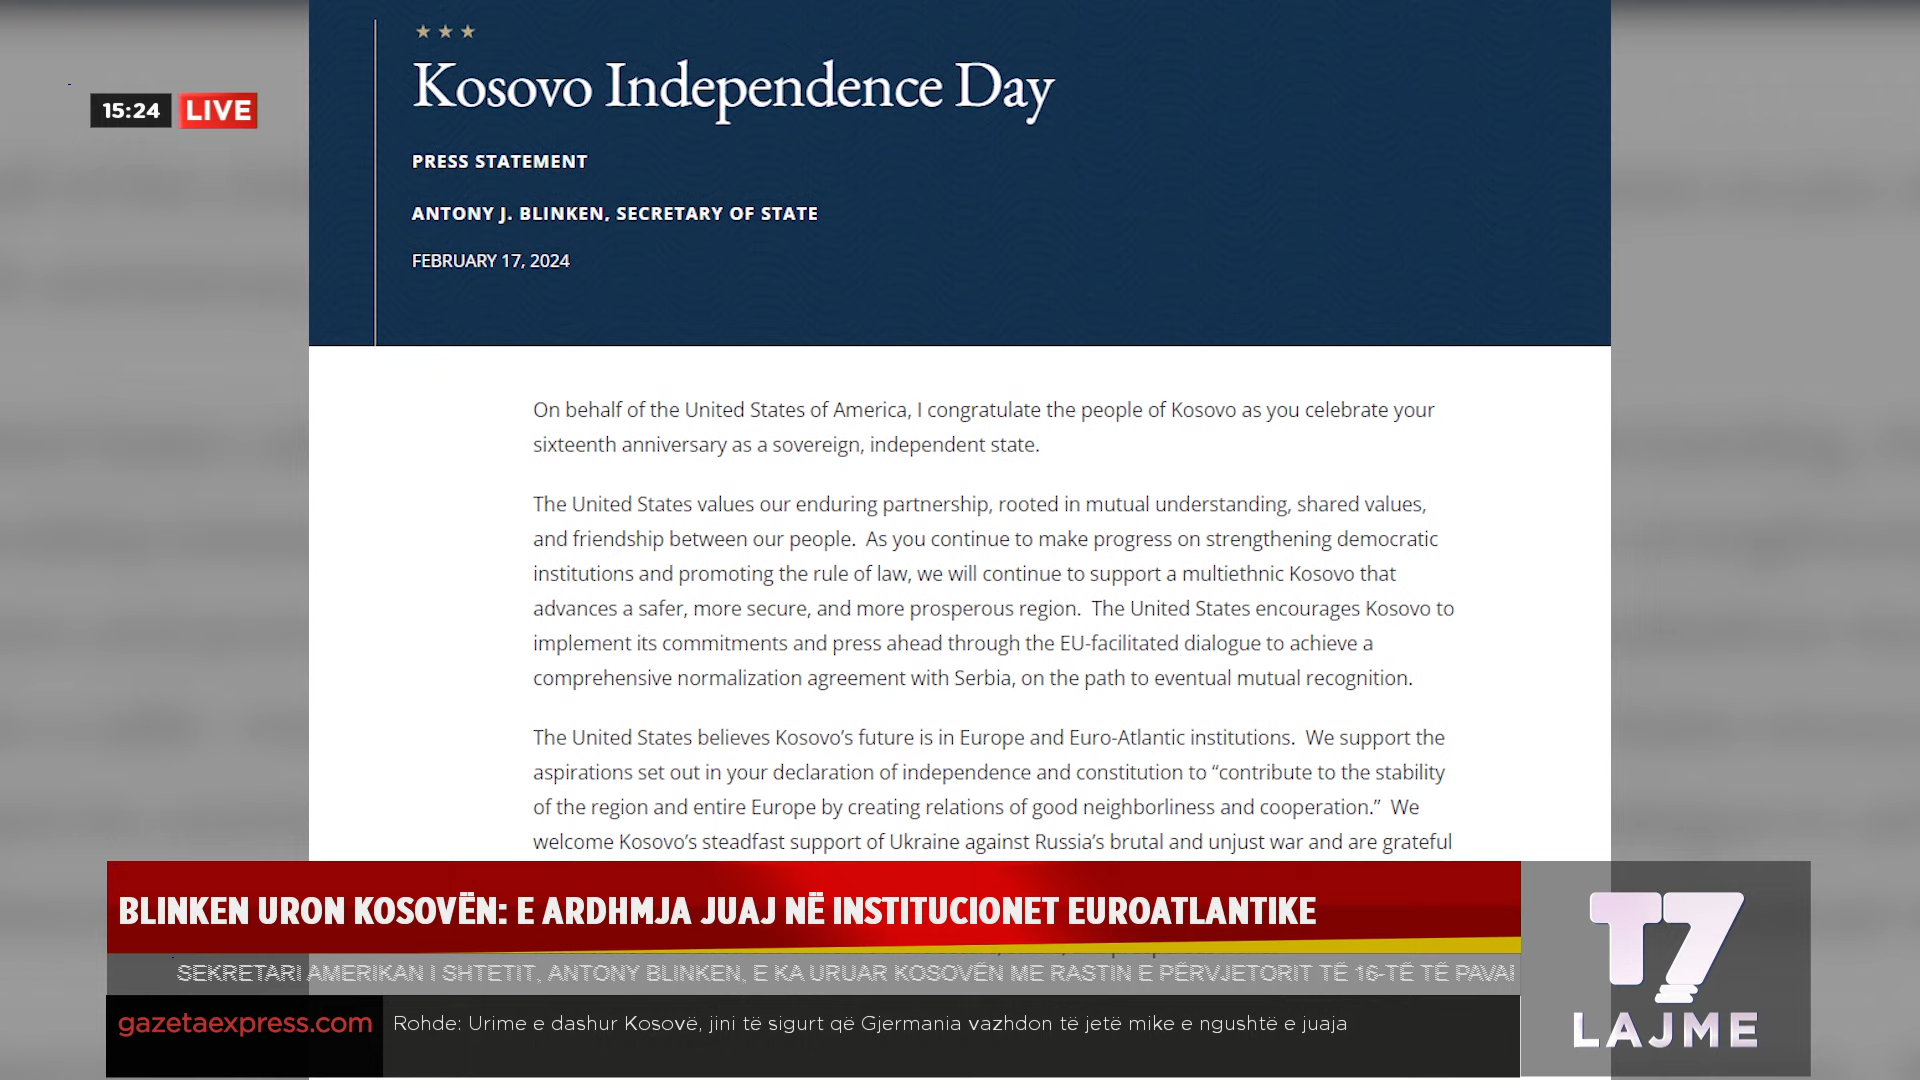 ★★★
Kosovo Independence Day
15:24 LIVE
PRESS STATEMENT
ANTONY J. BLINKEN, SECRETARY OF STATE
FEBRUARY 17, 2024
On behalf of the United States of America, I congratulate the people of Kosovo as you celebrate your
sixteenth anniversary as a sovereign, independent state.
The United States values our enduring partnership, rooted in mutual understanding, shared values,
and friendship between our people.  As you continue to make progress on strengthening democratic
institutions and promoting the rule of law, we will continue to support a multiethnic Kosovo that
advances a safer, more secure, and more prosperous region.  The United States encourages Kosovo to
implement its commitments and press ahead through the EU-facilitated dialogue to achieve a
comprehensive normalization agreement with Serbia, on the path to eventual mutual recognition.
The United States believes Kosovo’s future is in Europe and Euro-Atlantic institutions.  We support the
aspirations set out in your declaration of independence and constitution to “contribute to the stability
of the region and entire Europe by creating relations of good neighborliness and cooperation.”  We
welcome Kosovo’s steadfast support of Ukraine against Russia’s brutal and unjust war and are grateful
BLINKEN URON KOSOVËN: E ARDHMJA JUAJ NË INSTITUCIONET EUROATLANTIKE
SEKRETARI AMERIKAN I SHTETIT, ANTONY BLINKEN, E KA URUAR KOSOVËN ME RASTIN E PËRVJETORIT TË 16-TË TË PAVA
gazetaexpress.com
Rohde: Urime e dashur Kosovë, jini të sigurt që Gjermania vazhdon të jetë mike e ngushtë e juaja
T7
LAJME